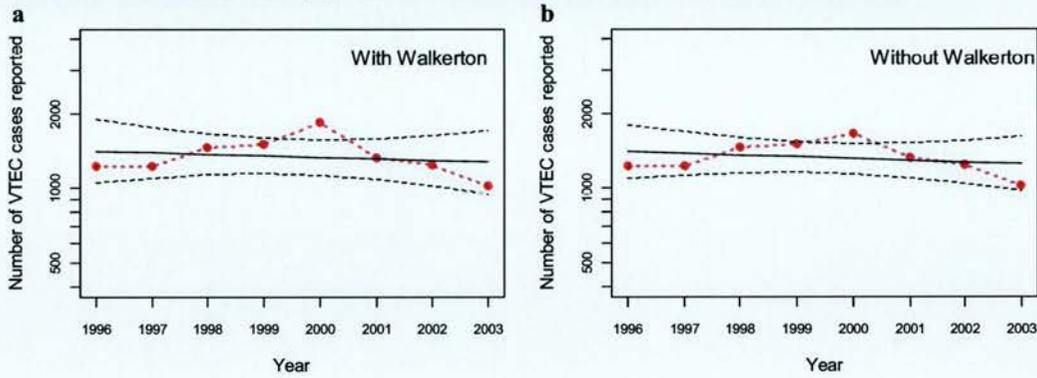 a
With Walkerton
Number of VTEC cases reported
2000
1000
500
1996 1997 1998 1999 2000 2001 2002 2003
Year
b
Without Walkerton
Number of VTEC cases reported
2000
1000
500
1996 1997 1998 1999 2000 2001 2002 2003
Year